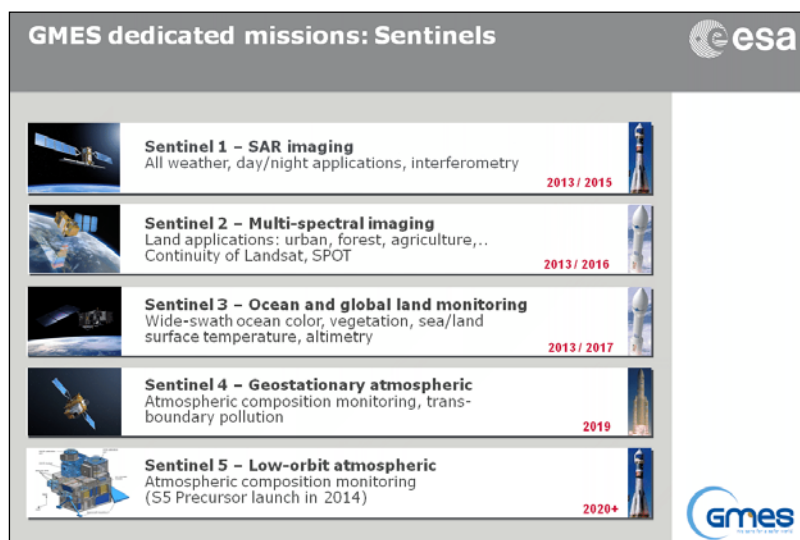 GMES dedicated missions: Sentinels
esa
Sentinel 1 – SAR imaging
All weather, day/night applications, interferometry
2013 / 2015
Sentinel 2 – Multi-spectral imaging
Land applications: urban, forest, agriculture,..
Continuity of Landsat, SPOT
2013 / 2016
Sentinel 3 – Ocean and global land monitoring
Wide-swath ocean color, vegetation, sea/land
surface temperature, altimetry
2013 / 2017
Sentinel 4 – Geostationary atmospheric
Atmospheric composition monitoring, trans-
boundary pollution
2019
Sentinel 5 – Low-orbit atmospheric
Atmospheric composition monitoring
(S5 Precursor launch in 2014)
2020+
Gmes